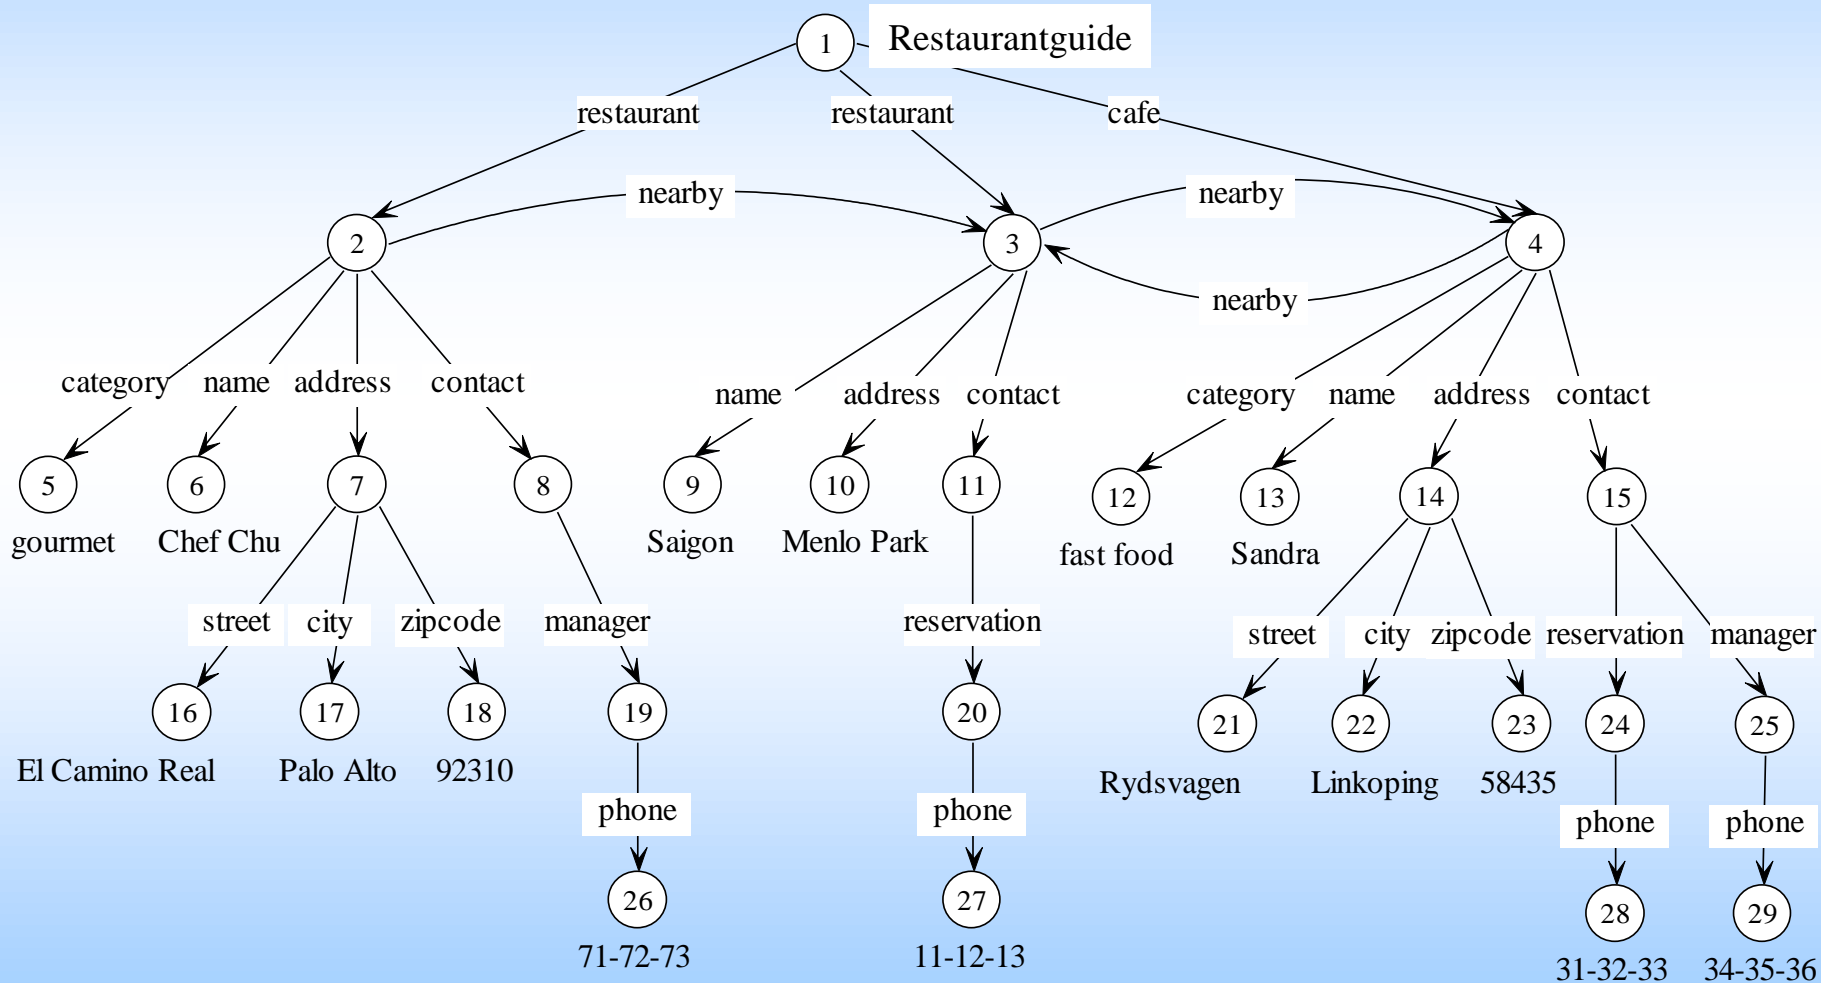 1 Restaurantguide
restaurant restaurant cafe
nearby nearby
2 3 4
nearby
category name address contact name address contact category name address contact
5 6 7 8 9 10 11 12 13 14 15
gourmet Chef Chu Saigon Menlo Park fast food Sandra
street city zipcode manager reservation street city zipcode reservation manager
16 17 18 19 20 21 22 23 24 25
El Camino Real Palo Alto 92310 Rydsvagen Linkoping 58435
phone phone phone phone
26 27 28 29
71-72-73 11-12-13 31-32-33 34-35-36